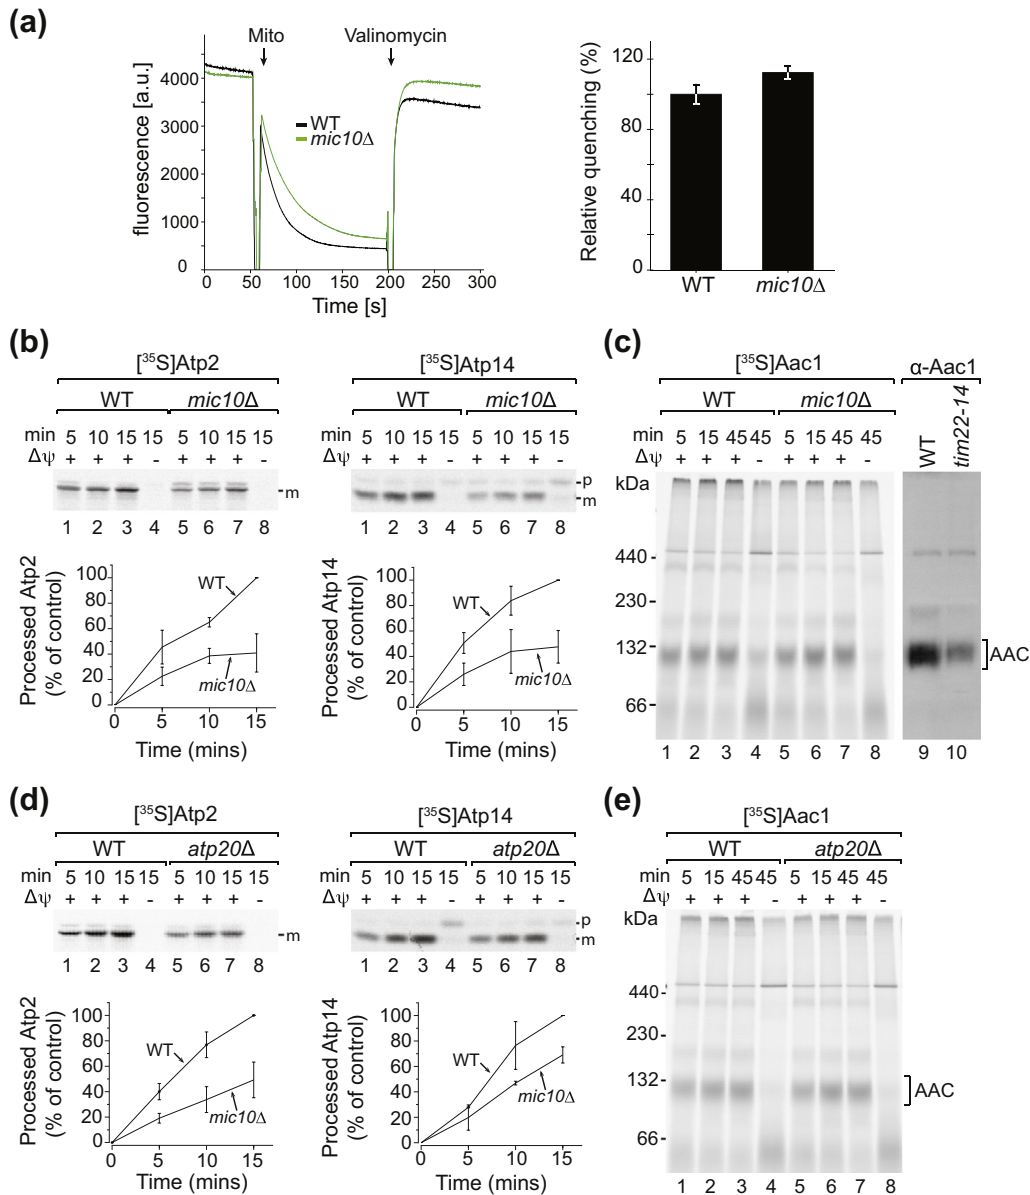 (a)
Mito
Valinomycin
fluorescence [a.u.]
4000
3000
2000
1000
0
WT
mic10Δ
0 50 100 150 200 250 300
Time [s]
Relative quenching (%)
120
80
40
0
WT
mic10Δ
(b)
[³⁵S]Atp2
WT mic10Δ
min 5 10 15 15 5 10 15 15
Δψ + + + - + + + -
m
1 2 3 4 5 6 7 8
Processed Atp2
(% of control)
100
80
60
40
20
0
WT
mic10Δ
0 5 10 15
Time (mins)
[³⁵S]Atp14
WT mic10Δ
min 5 10 15 15 5 10 15 15
Δψ + + + - + + + -
p
m
1 2 3 4 5 6 7 8
Processed Atp14
(% of control)
100
80
60
40
20
0
WT
mic10Δ
0 5 10 15
Time (mins)
(c)
[³⁵S]Aac1
WT mic10Δ
5 15 45 45 5 15 45 45
min
Δψ + + + - + + + -
kDa
440
230
132
66
1 2 3 4 5 6 7 8
α-Aac1
WT
tim22-14
AAC
9 10
(d)
[³⁵S]Atp2
WT atp20Δ
min 5 10 15 15 5 10 15 15
Δψ + + + - + + + -
m
1 2 3 4 5 6 7 8
Processed Atp2
(% of control)
100
80
60
40
20
0
WT
mic10Δ
0 5 10 15
Time (mins)
[³⁵S]Atp14
WT atp20Δ
min 5 10 15 15 5 10 15 15
Δψ + + + - + + + -
p
m
1 2 3 4 5 6 7 8
Processed Atp14
(% of control)
100
80
60
40
20
0
WT
mic10Δ
0 5 10 15
Time (mins)
(e)
[³⁵S]Aac1
WT atp20Δ
min 5 15 45 45 5 15 45 45
Δψ + + + - + + + -
kDa
440
230
132
66
AAC
1 2 3 4 5 6 7 8